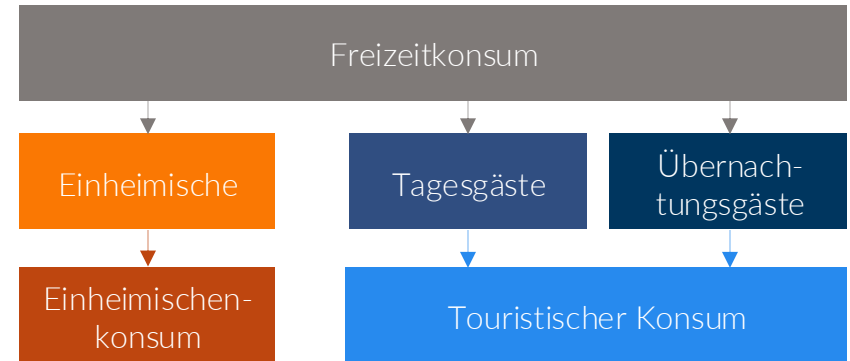 Freizeitkonsum
Einheimische
Tagesgäste
Übernach-
tungsgäste
Einheimischen-
konsum
Touristischer Konsum